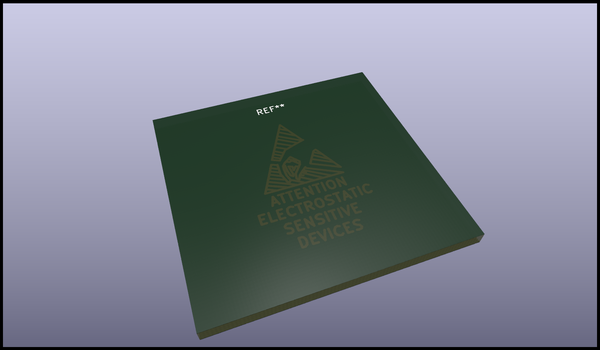 REF**
ATTENTION
ELECTROSTATIC
SENSITIVE
DEVICES